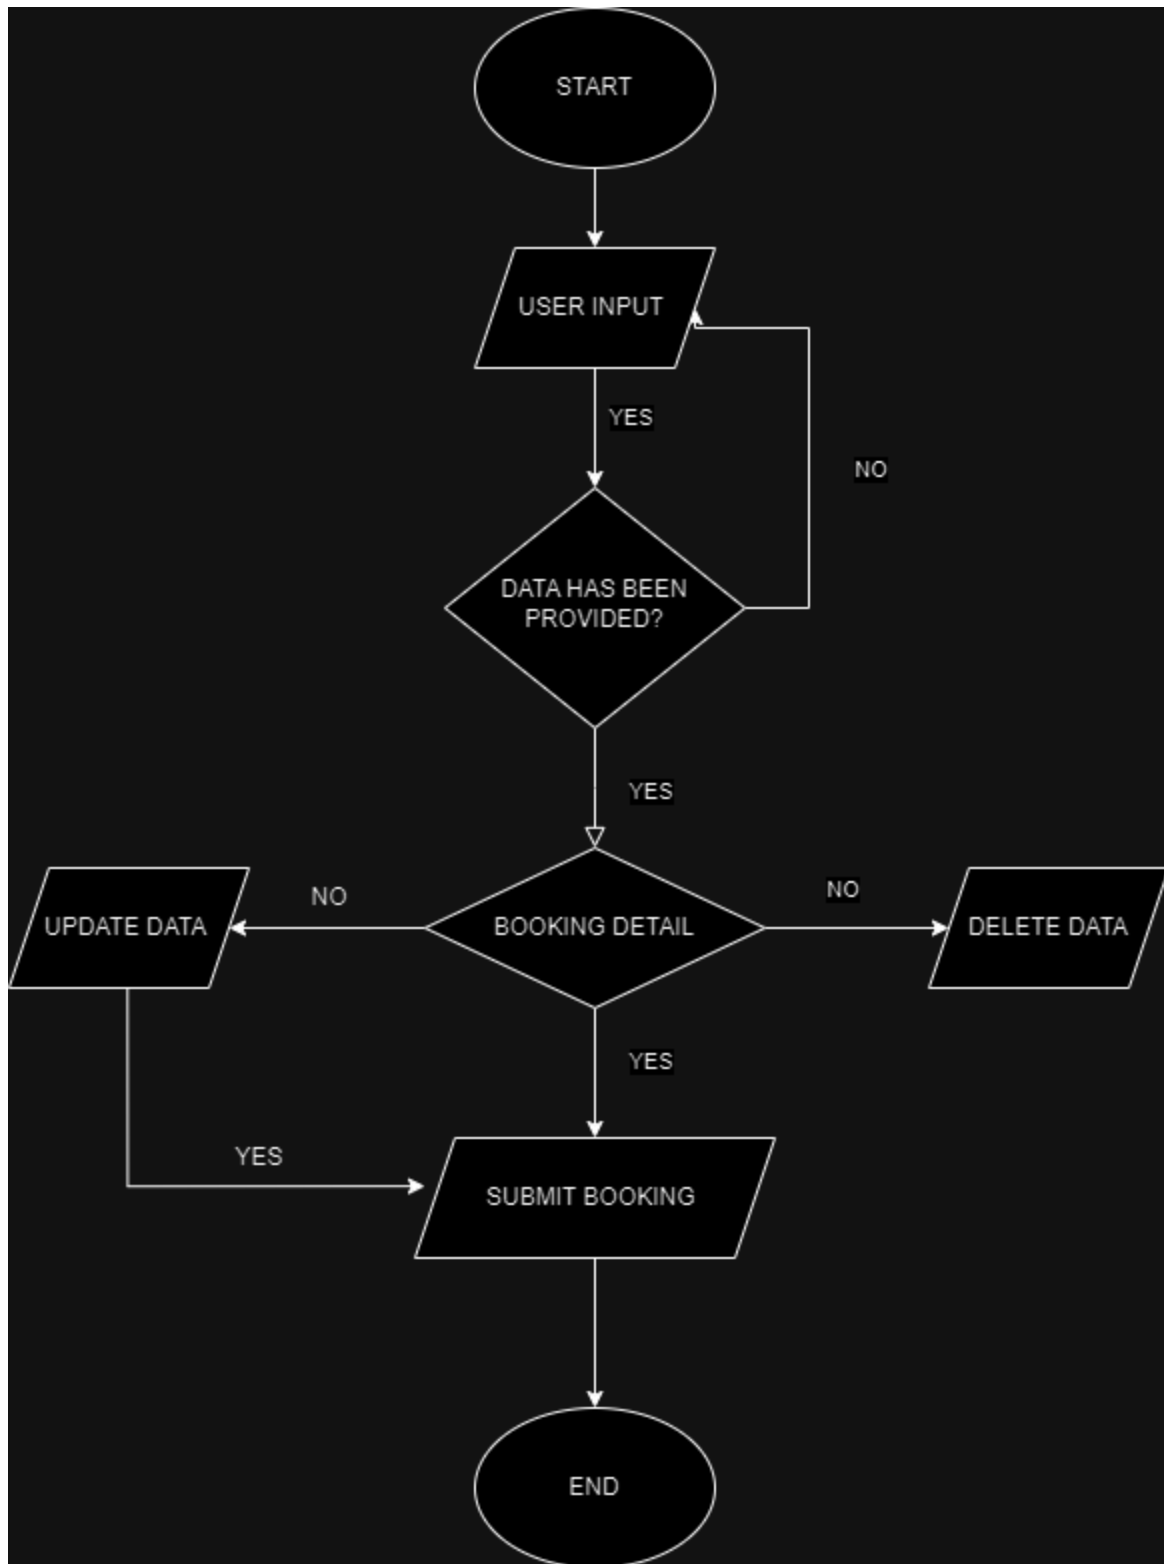 START
USER INPUT
YES
NO
DATA HAS BEEN
PROVIDED?
YES
NO
NO
UPDATE DATA
BOOKING DETAIL
DELETE DATA
YES
YES
SUBMIT BOOKING
END